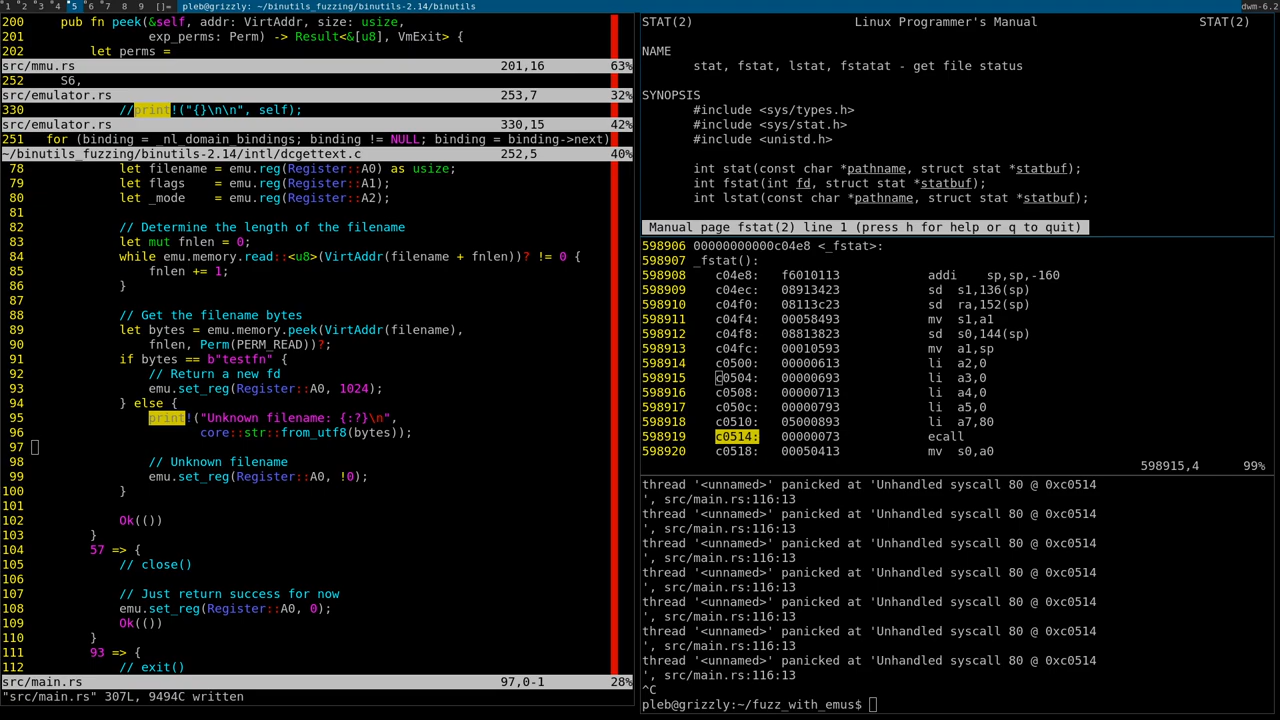 1 2 3 4 5 6 7 8 9 []= pleb@grizzly: ~/binutils_fuzzing/binutils-2.14/binutils dwm-6.2
200     pub fn peek(&self, addr: VirtAddr, size: usize,
201                 exp_perms: Perm) -> Result<&[u8], VmExit> {
202         let perms =
src/mmu.rs 201,16 63%
252     S6,
src/emulator.rs 253,7 32%
330             //print!("{}\n\n", self);
src/emulator.rs 330,15 42%
251   for (binding = _nl_domain_bindings; binding != NULL; binding = binding->next)
~/binutils_fuzzing/binutils-2.14/intl/dcgettext.c 252,5 40%
78             let filename = emu.reg(Register::A0) as usize;
79             let flags    = emu.reg(Register::A1);
80             let _mode    = emu.reg(Register::A2);
81
82             // Determine the length of the filename
83             let mut fnlen = 0;
84             while emu.memory.read::<u8>(VirtAddr(filename + fnlen))? != 0 {
85                 fnlen += 1;
86             }
87
88             // Get the filename bytes
89             let bytes = emu.memory.peek(VirtAddr(filename),
90                 fnlen, Perm(PERM_READ))?;
91             if bytes == b"testfn" {
92                 // Return a new fd
93                 emu.set_reg(Register::A0, 1024);
94             } else {
95                 print!("Unknown filename: {:?}\n",
96                        core::str::from_utf8(bytes));
97
98                 // Unknown filename
99                 emu.set_reg(Register::A0, !0);
100             }
101
102             Ok(())
103         }
104         57 => {
105             // close()
106
107             // Just return success for now
108             emu.set_reg(Register::A0, 0);
109             Ok(())
110         }
111         93 => {
112             // exit()
src/main.rs 97,0-1 28%
"src/main.rs" 307L, 9494C written
STAT(2) Linux Programmer's Manual STAT(2)
NAME
stat, fstat, lstat, fstatat - get file status
SYNOPSIS
#include <sys/types.h>
#include <sys/stat.h>
#include <unistd.h>
int stat(const char *pathname, struct stat *statbuf);
int fstat(int fd, struct stat *statbuf);
int lstat(const char *pathname, struct stat *statbuf);
Manual page fstat(2) line 1 (press h for help or q to quit)
598906 00000000000c04e8 <_fstat>:
598907 _fstat():
598908    c04e8:   f6010113   addi    sp,sp,-160
598909    c04ec:   08913423   sd  s1,136(sp)
598910    c04f0:   08113c23   sd  ra,152(sp)
598911    c04f4:   00058493   mv  s1,a1
598912    c04f8:   08813823   sd  s0,144(sp)
598913    c04fc:   00010593   mv  a1,sp
598914    c0500:   00000613   li  a2,0
598915    c0504:   00000693   li  a3,0
598916    c0508:   00000713   li  a4,0
598917    c050c:   00000793   li  a5,0
598918    c0510:   05000893   li  a7,80
598919    c0514:   00000073   ecall
598920    c0518:   00050413   mv  s0,a0
598915,4 99%
thread '<unnamed>' panicked at 'Unhandled syscall 80 @ 0xc0514
', src/main.rs:116:13
thread '<unnamed>' panicked at 'Unhandled syscall 80 @ 0xc0514
', src/main.rs:116:13
thread '<unnamed>' panicked at 'Unhandled syscall 80 @ 0xc0514
', src/main.rs:116:13
thread '<unnamed>' panicked at 'Unhandled syscall 80 @ 0xc0514
', src/main.rs:116:13
thread '<unnamed>' panicked at 'Unhandled syscall 80 @ 0xc0514
', src/main.rs:116:13
thread '<unnamed>' panicked at 'Unhandled syscall 80 @ 0xc0514
', src/main.rs:116:13
thread '<unnamed>' panicked at 'Unhandled syscall 80 @ 0xc0514
', src/main.rs:116:13
^C
pleb@grizzly:~/fuzz_with_emus$